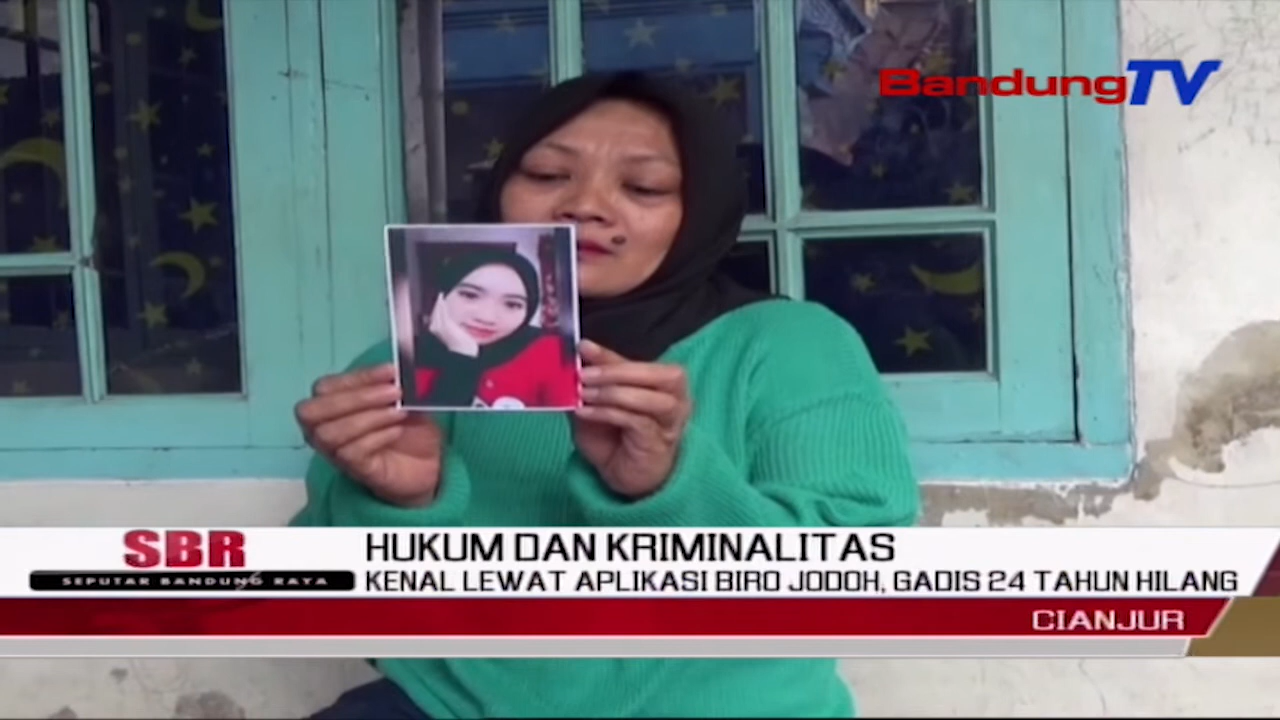 BandungTV
SBR
SEPUTAR BANDUNG RAYA
HUKUM DAN KRIMINALITAS
KENAL LEWAT APLIKASI BIRO JODOH, GADIS 24 TAHUN HILANG
CIANJUR